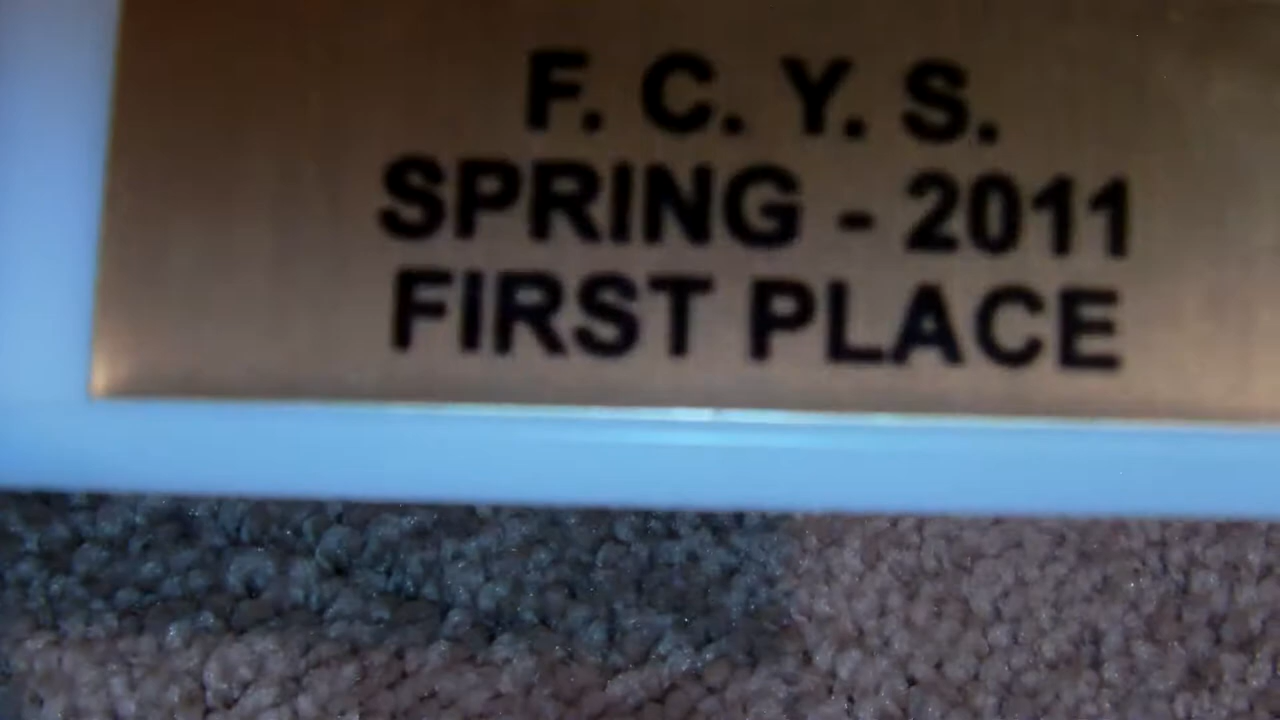 F. C. Y. S.
SPRING - 2011
FIRST PLACE